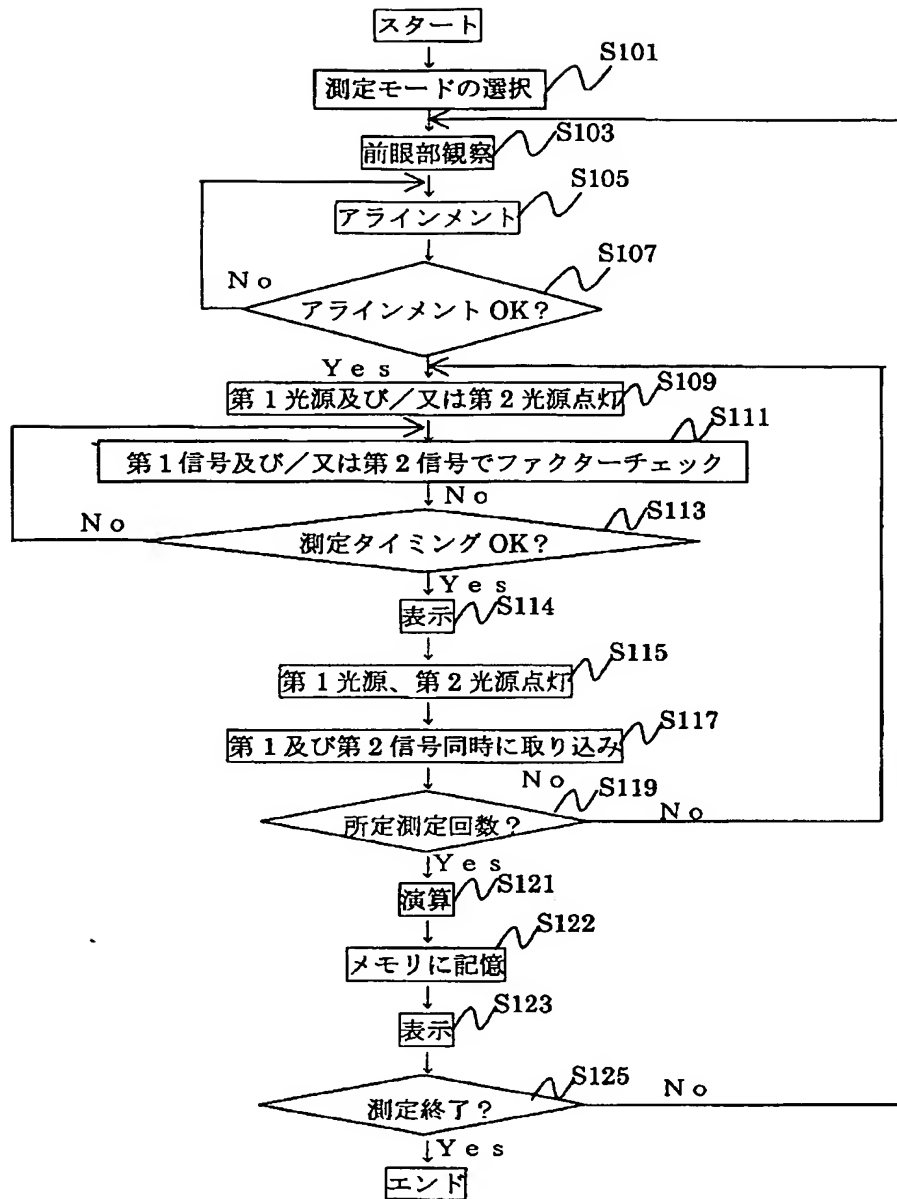 スタート
S101
測定モードの選択
S103
前眼部観察
S105
アラインメント
S107
No
アラインメントOK?
Yes
S109
第1光源及び/又は第2光源点灯
S111
第1信号及び/又は第2信号でファクターチェック
No
No
S113
測定タイミングOK?
Yes
表示
S114
S115
第1光源、第2光源点灯
S117
第1及び第2信号同時に取り込み
No
S119
所定測定回数?
No
Yes
S121
演算
S122
メモリに記憶
S123
表示
S125
No
測定終了?
Yes
エンド